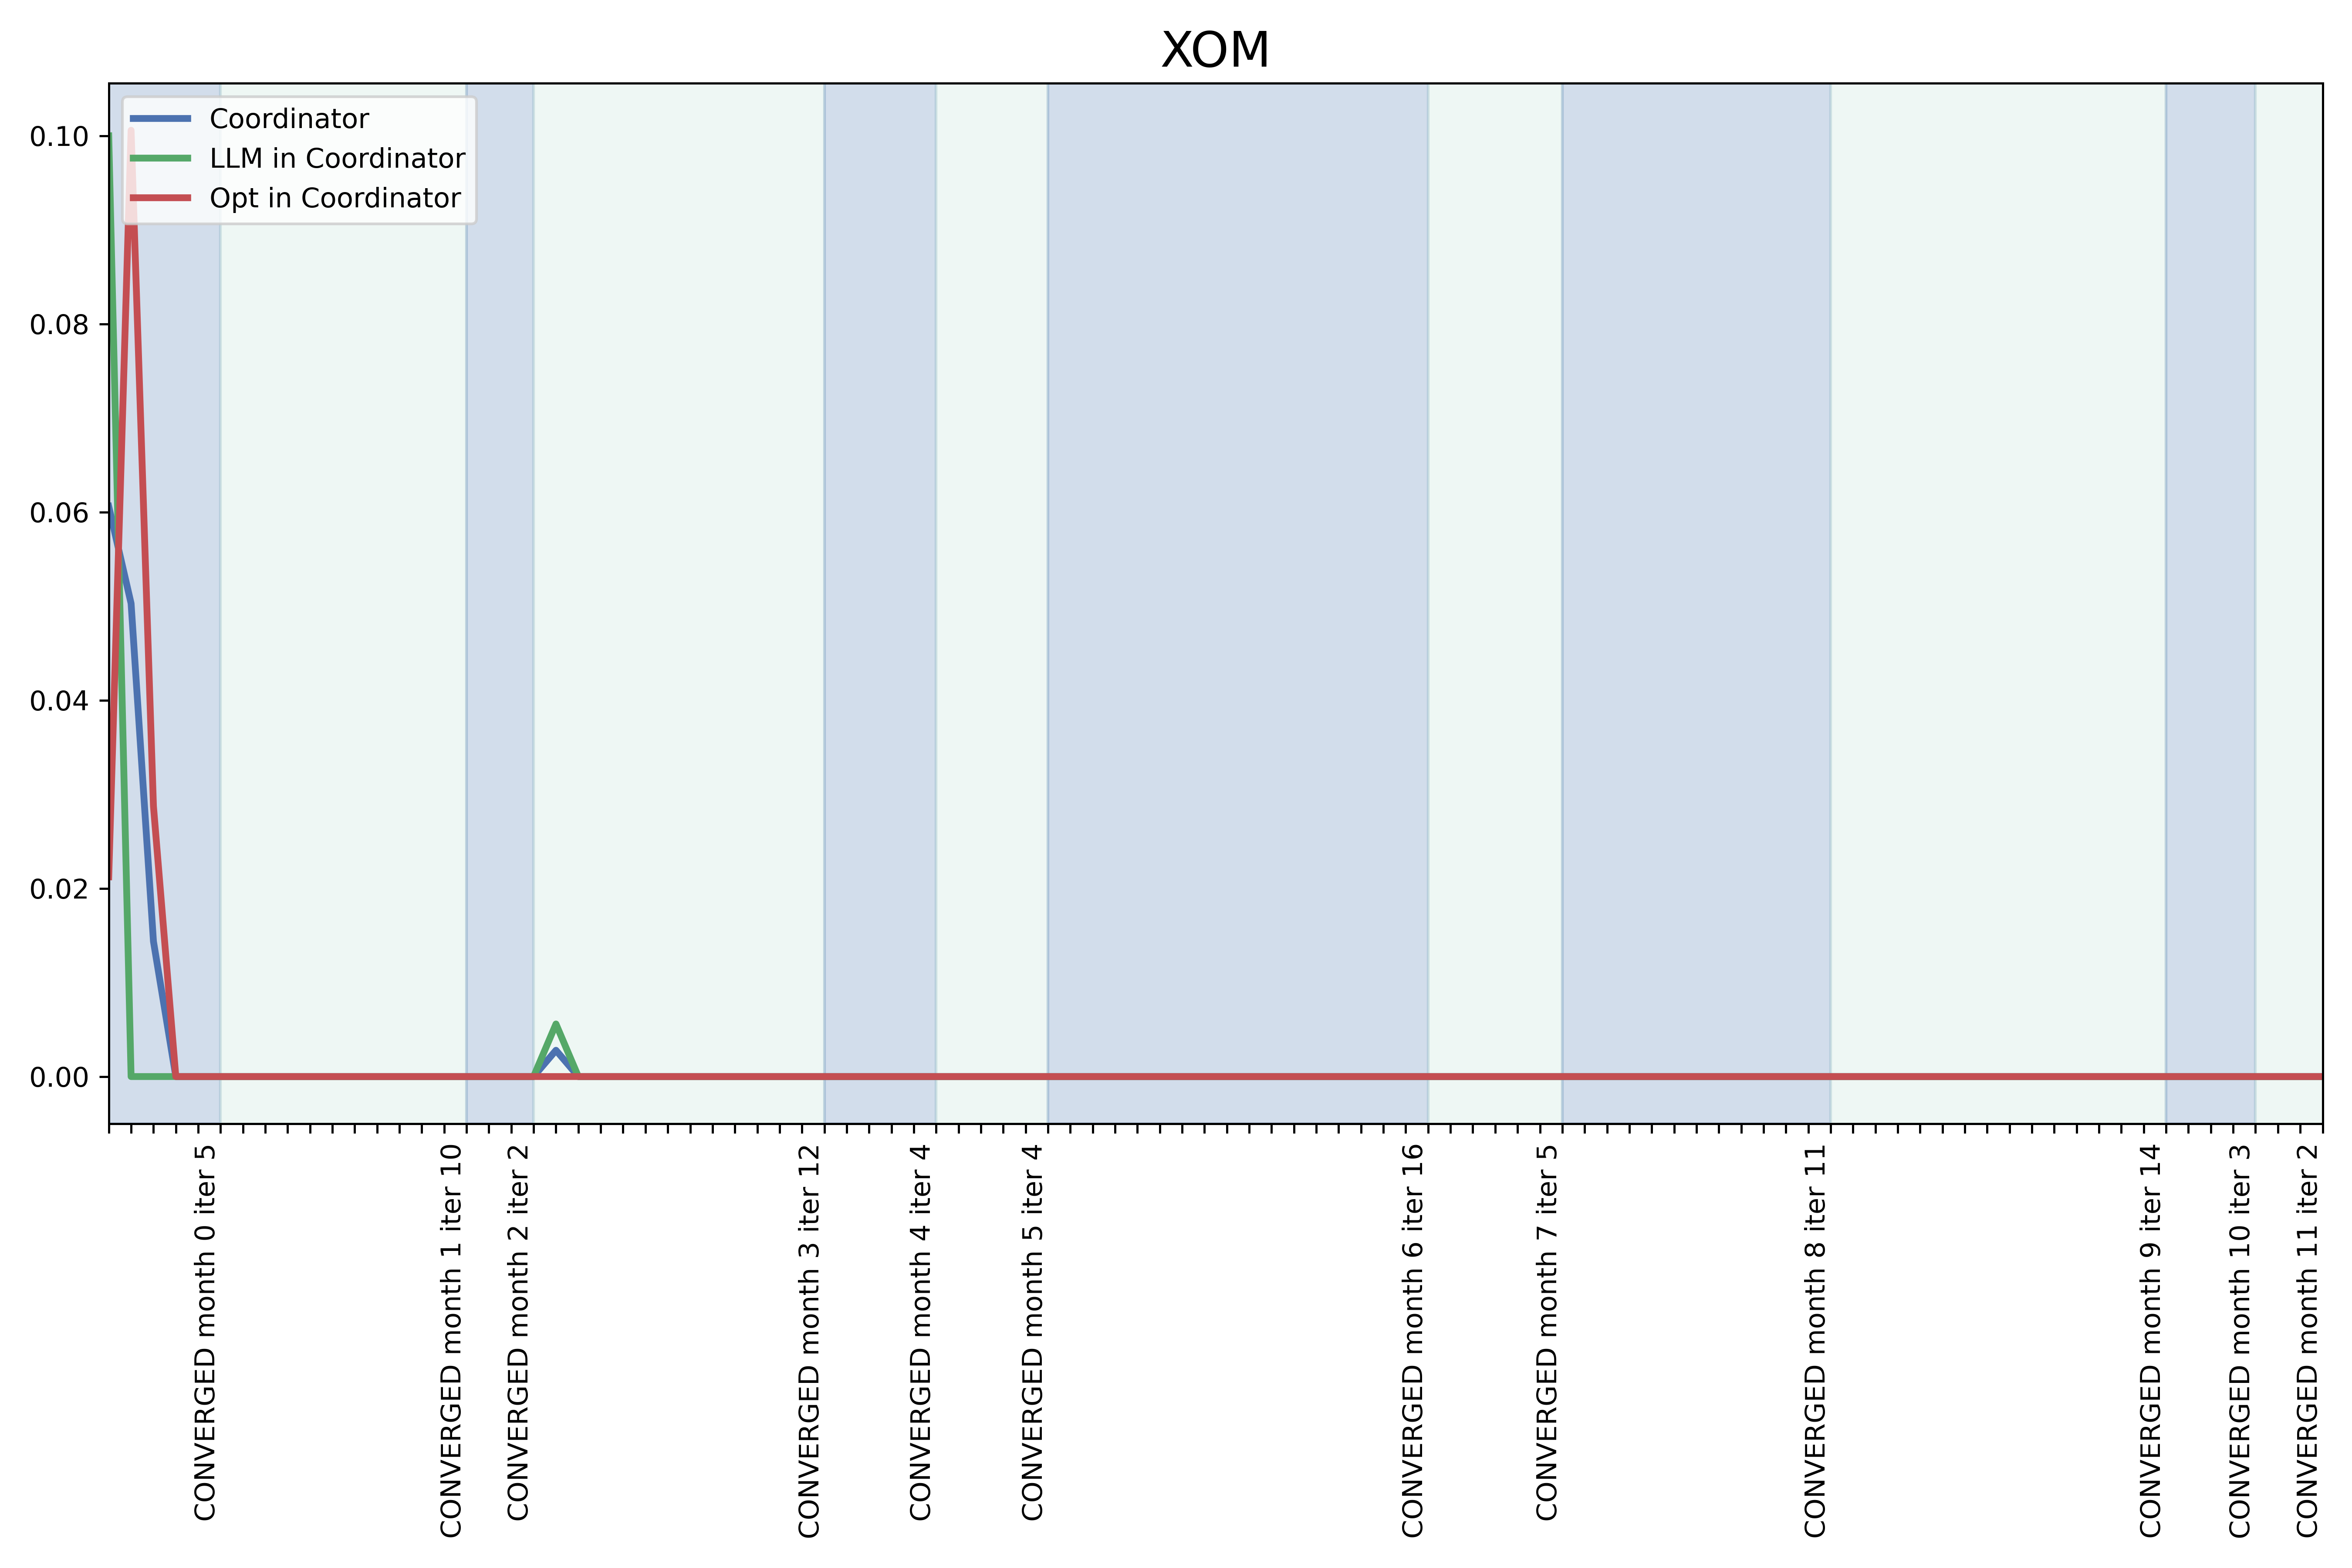 XOM
Coordinator
LLM in Coordinator
Opt in Coordinator
0.10
0.08
0.06
0.04
0.02
0.00
CONVERGED month 0 iter 5
CONVERGED month 1 iter 10
CONVERGED month 2 iter 2
CONVERGED month 3 iter 12
CONVERGED month 4 iter 4
CONVERGED month 5 iter 4
CONVERGED month 6 iter 16
CONVERGED month 7 iter 5
CONVERGED month 8 iter 11
CONVERGED month 9 iter 14
CONVERGED month 10 iter 3
CONVERGED month 11 iter 2